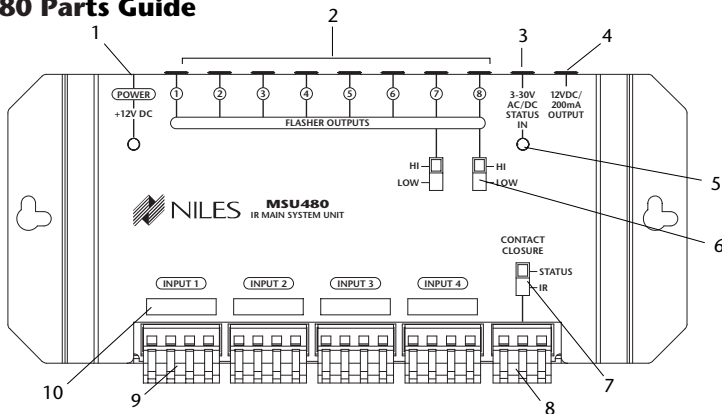 80 Parts Guide
1
2
3
4
POWER
+12V DC
1 2 3 4 5 6 7 8
FLASHER OUTPUTS
3-30V
AC/DC
STATUS
IN
12VDC/
200mA
OUTPUT
HI
LOW
HI
LOW
5
6
NILES
MSU480
IR MAIN SYSTEM UNIT
CONTACT
CLOSURE
STATUS
IR
INPUT 1 INPUT 2 INPUT 3 INPUT 4
10
9
8
7